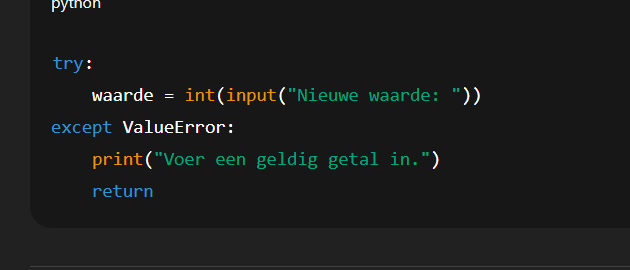 python
try:
    waarde = int(input("Nieuwe waarde: "))
except ValueError:
    print("Voer een geldig getal in.")
    return